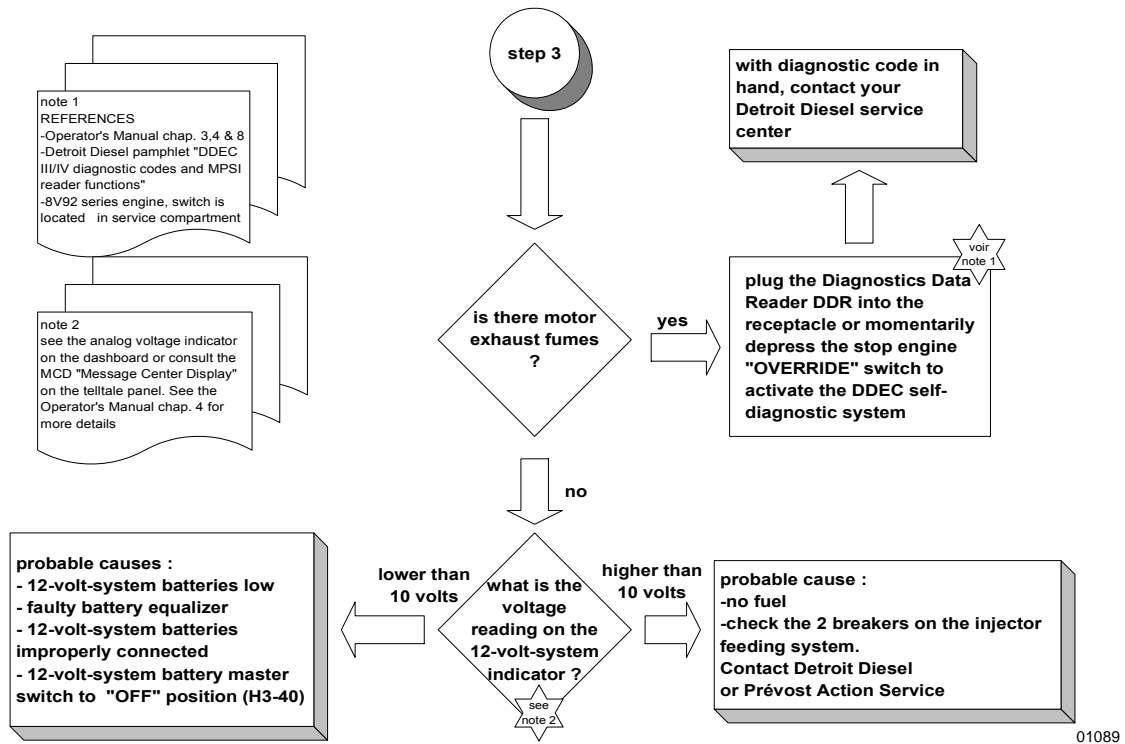 note 1
REFERENCES
-Operator's Manual chap. 3,4 & 8
-Detroit Diesel pamphlet "DDEC
III/IV diagnostic codes and MPSI
reader functions"
-8V92 series engine, switch is
located in service compartment
note 2
see the analog voltage indicator
on the dashboard or consult the
MCD "Message Center Display"
on the telltale panel. See the
Operator's Manual chap. 4 for
more details
step 3
is there motor
exhaust fumes
?
yes
voir
note 1
plug the Diagnostics Data
Reader DDR into the
receptacle or momentarily
depress the stop engine
"OVERRIDE" switch to
activate the DDEC self-
diagnostic system
with diagnostic code in
hand, contact your
Detroit Diesel service
center
no
what is the
voltage
reading on the
12-volt-system
indicator ?
see
note 2
lower than
10 volts
probable causes :
- 12-volt-system batteries low
- faulty battery equalizer
- 12-volt-system batteries
improperly connected
- 12-volt-system battery master
switch to "OFF" position (H3-40)
higher than
10 volts
probable cause :
-no fuel
-check the 2 breakers on the injector
feeding system.
Contact Detroit Diesel
or Prévost Action Service
01089